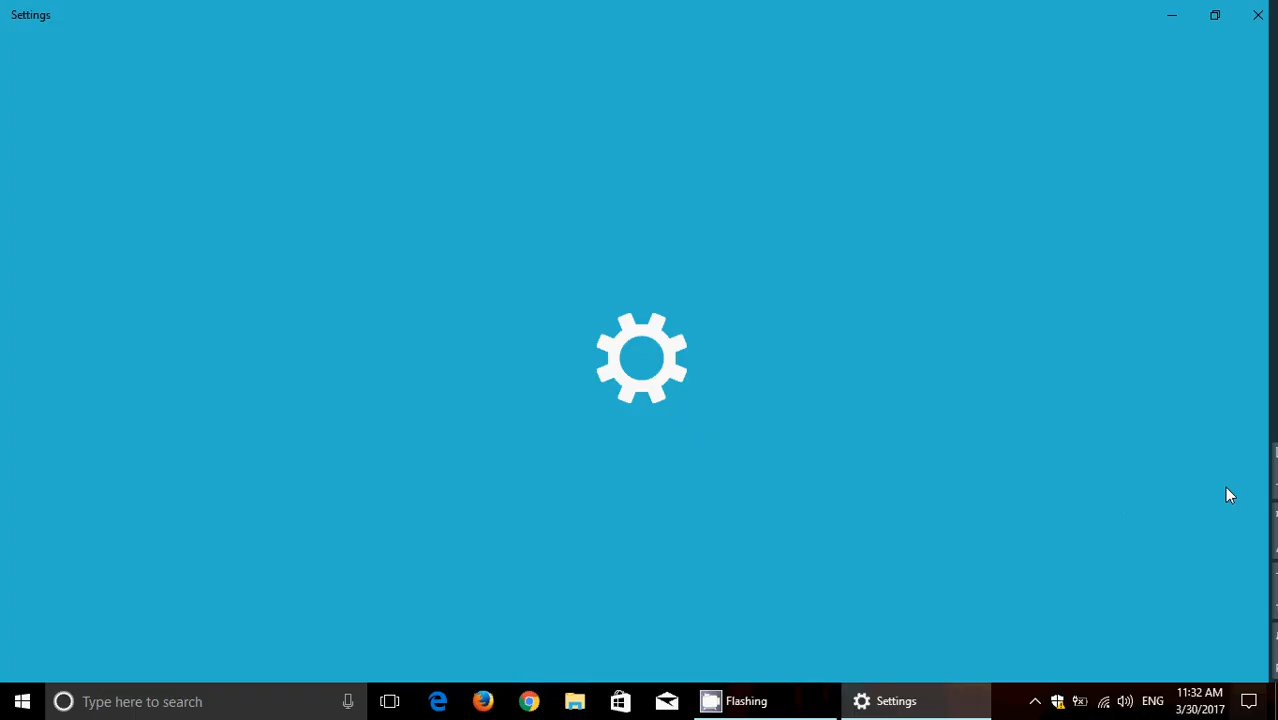 Settings
Type here to search
Flashing
Settings
ENG
11:32 AM
3/30/2017